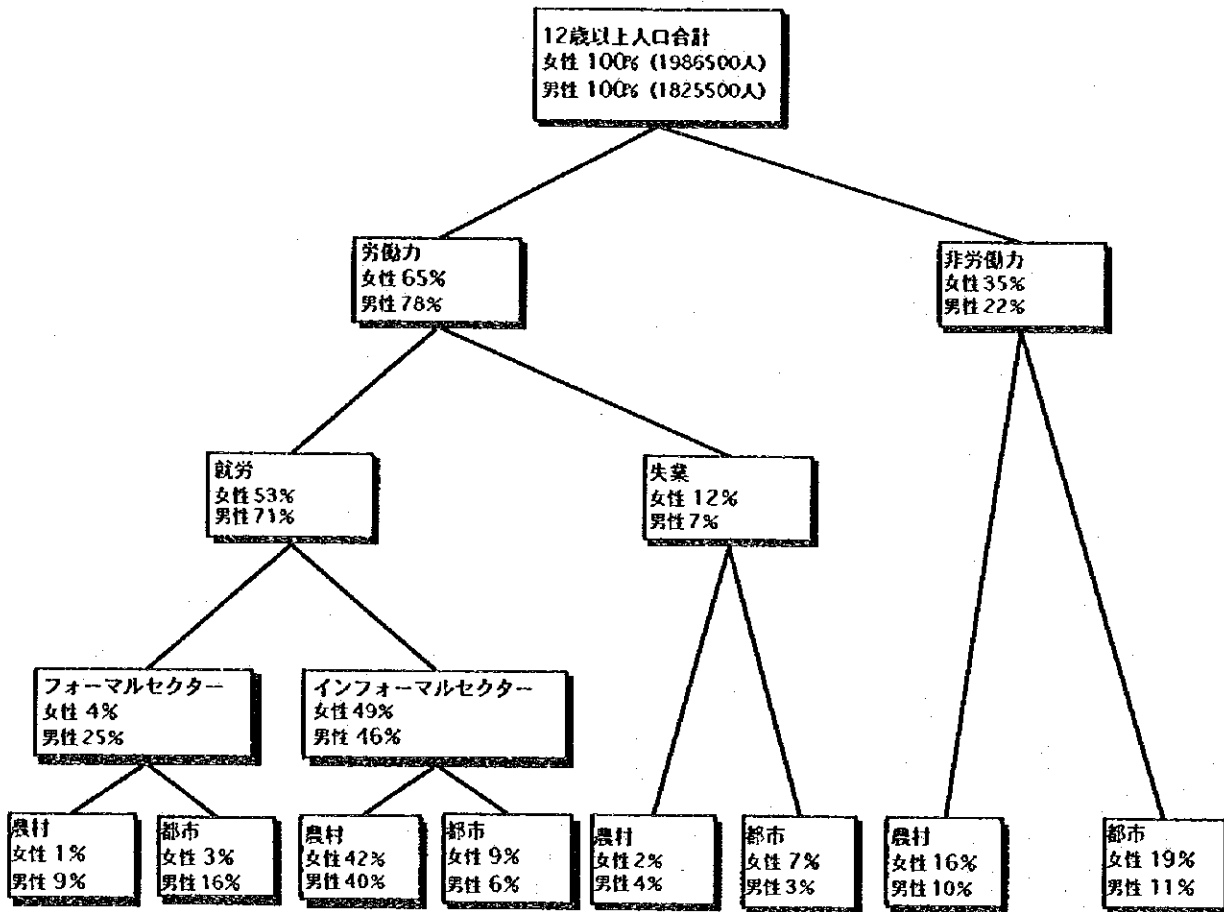 12歳以上人口合計
女性 100% (1986500人)
男性 100% (1825500人)
労働力
女性 65%
男性 78%
非労働力
女性 35%
男性 22%
就労
女性 53%
男性 71%
失業
女性 12%
男性 7%
フォーマルセクター
女性 4%
男性 25%
インフォーマルセクター
女性 49%
男性 46%
農村
女性 1%
男性 9%
都市
女性 3%
男性 16%
農村
女性 42%
男性 40%
都市
女性 9%
男性 6%
農村
女性 2%
男性 4%
都市
女性 7%
男性 3%
農村
女性 16%
男性 10%
都市
女性 19%
男性 11%